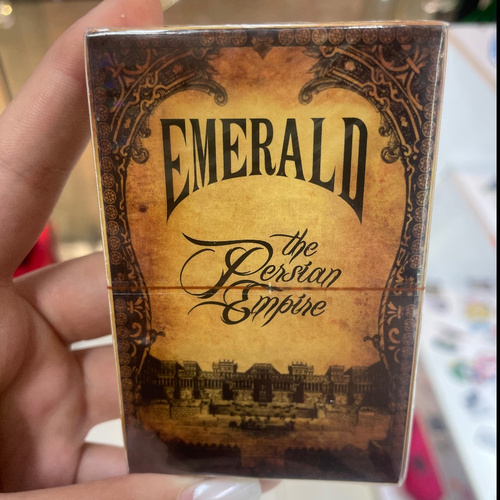 EMERALD
the
Persian
Empire